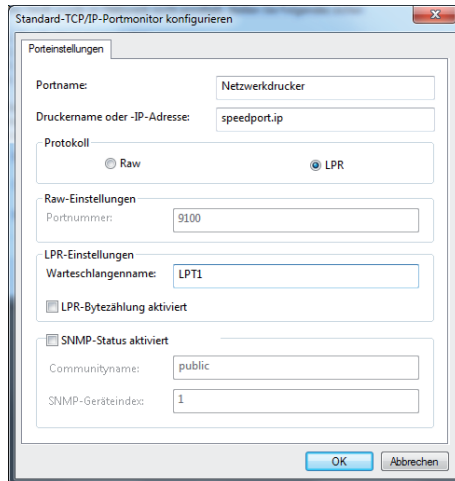 Standard-TCP/IP-Portmonitor konfigurieren
Porteinstellungen
Portname: Netzwerkdrucker
Druckername oder -IP-Adresse: speedport.ip
Protokoll
Raw LPR
Raw-Einstellungen
Portnummer: 9100
LPR-Einstellungen
Warteschlangenname: LPT1
LPR-Bytezählung aktiviert
SNMP-Status aktiviert
Communityname: public
SNMP-Geräteindex: 1
OK Abbrechen